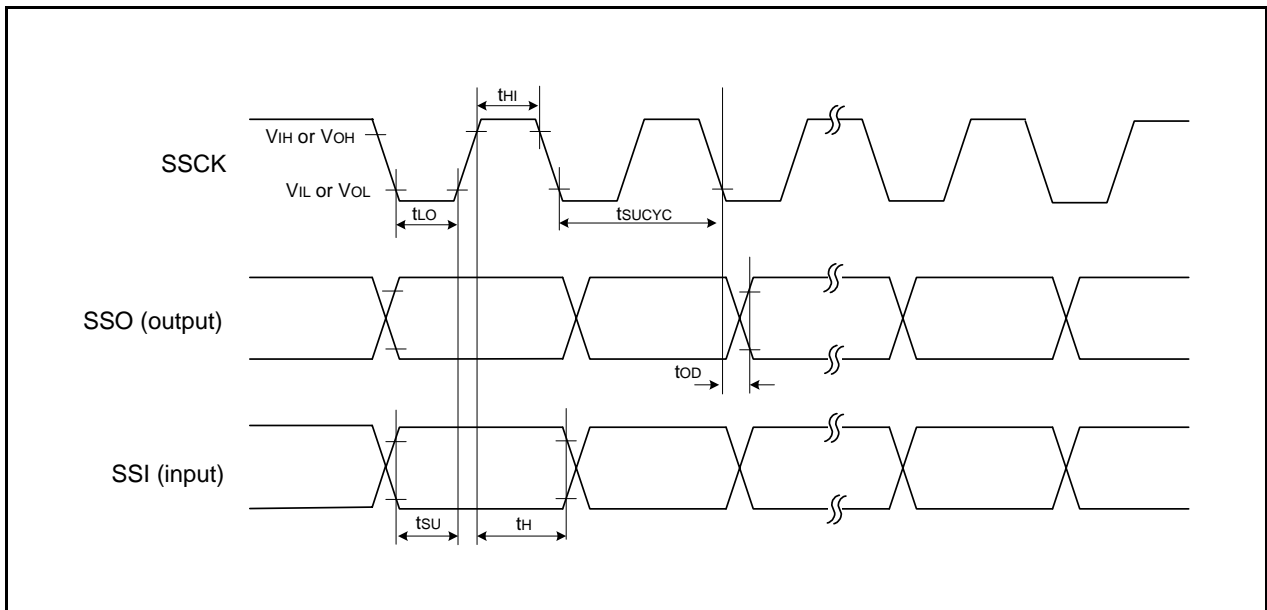 tHI
VIH or VOH
SSCK
VIL or VOL
tLO
tSUCYC
SSO (output)
tOD
SSI (input)
tSU
tH